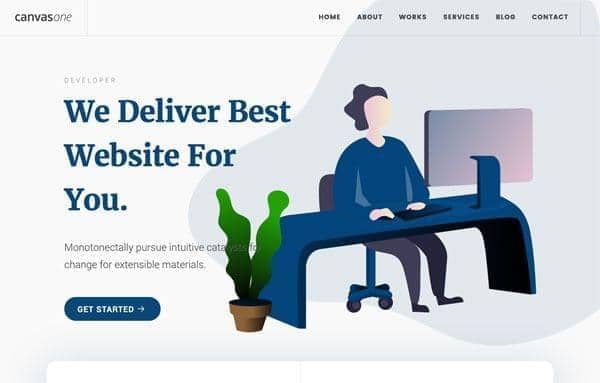 canvasone
HOME ABOUT WORKS SERVICES BLOG CONTACT
DEVELOPER
We Deliver Best
Website For
You.
Monotonectally pursue intuitive catalysts for
change for extensible materials.
GET STARTED →